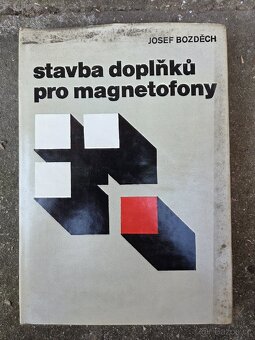 JOSEF BOZDĚCH
stavba doplňků
pro magnetofony